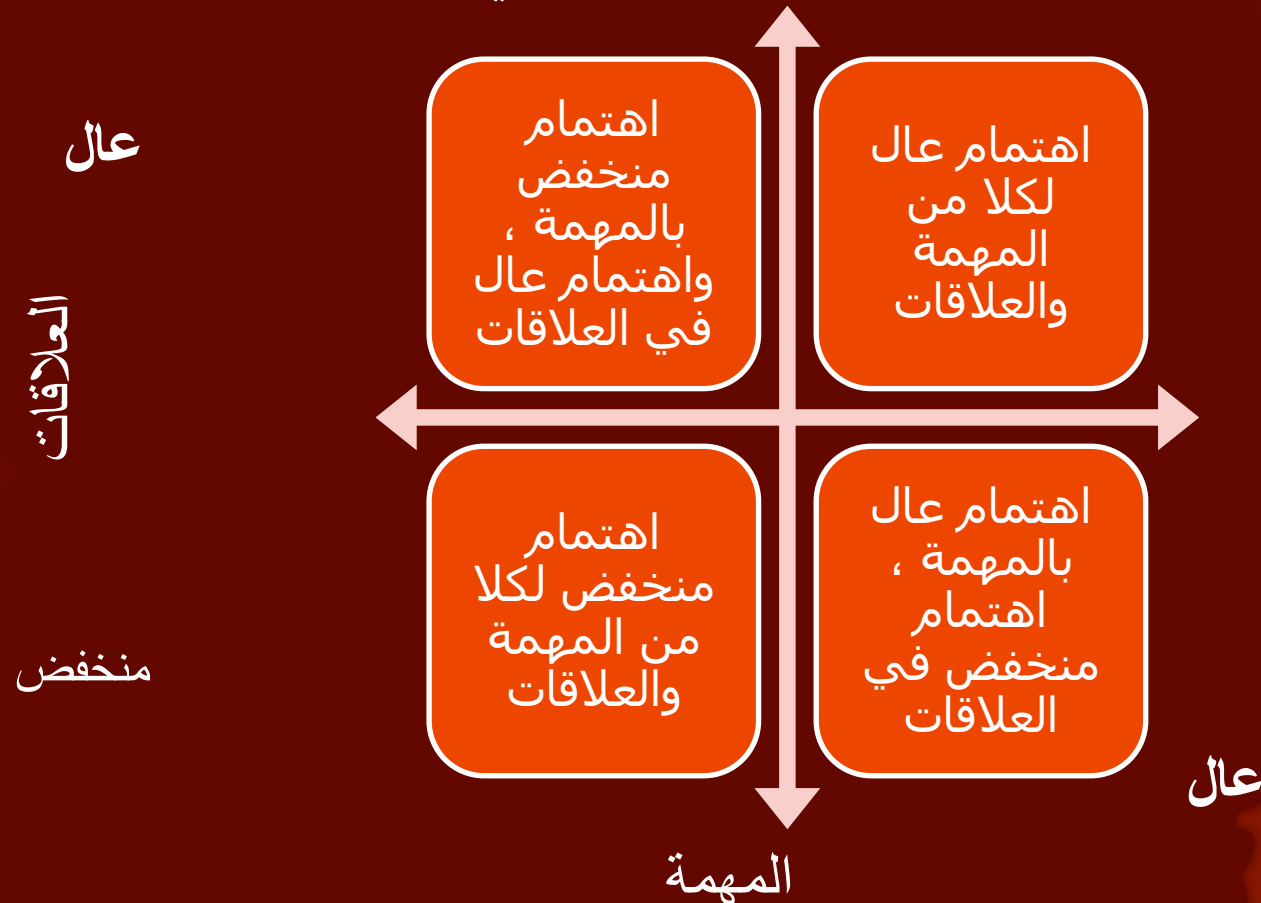 عال
اهتمام عال
لكلا من
المهمة
والعلاقات
اهتمام
منخفض
بالمهمة ،
واهتمام عال
في العلاقات
العلاقات
اهتمام عال
بالمهمة ،
اهتمام
منخفض في
العلاقات
اهتمام
منخفض لكلا
من المهمة
والعلاقات
منخفض
عال
المهمة